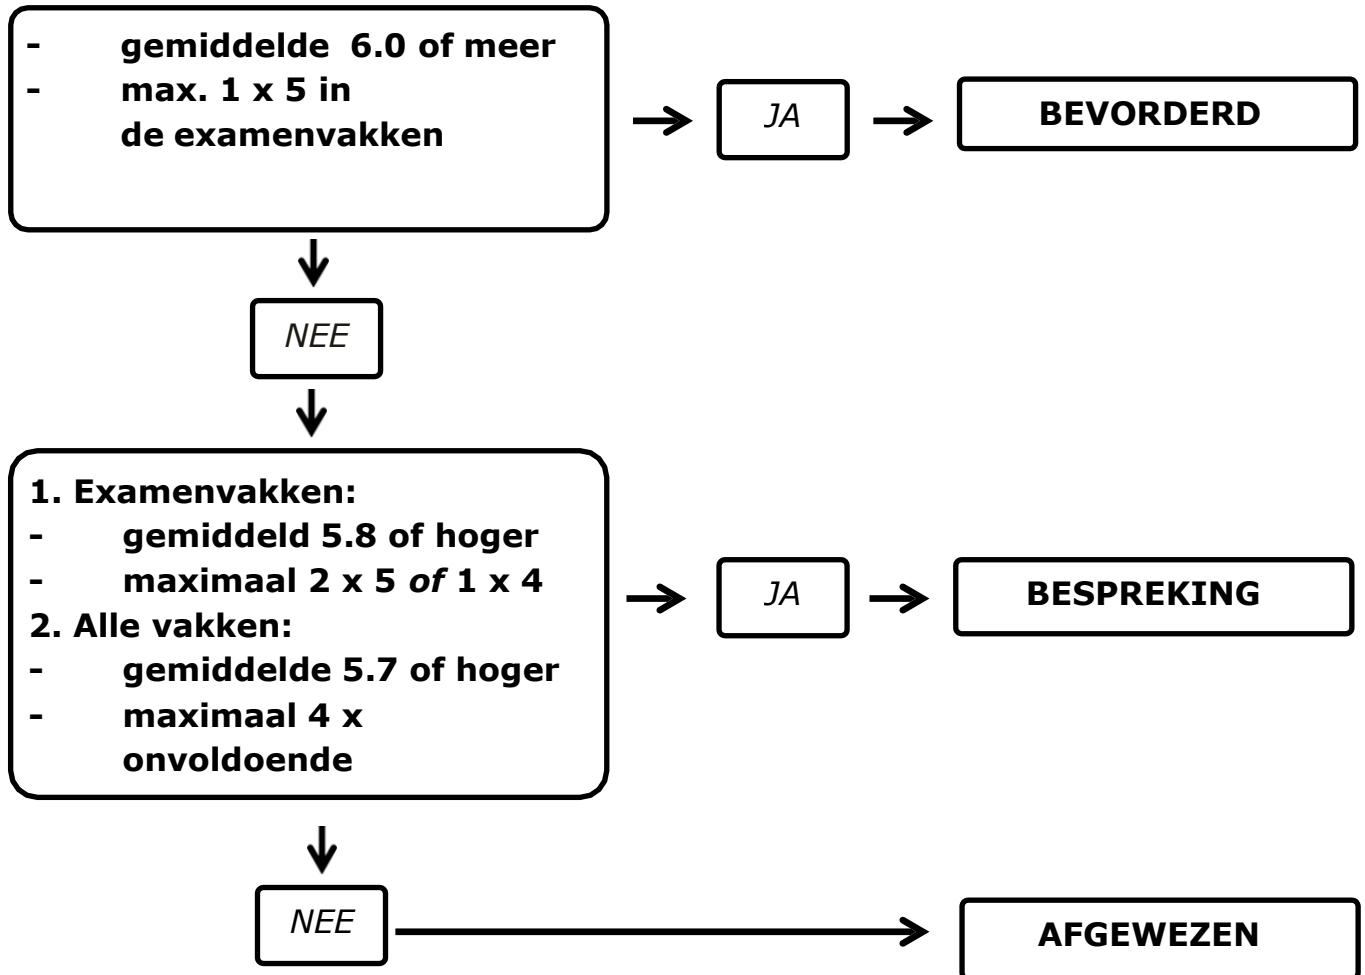 - gemiddelde 6.0 of meer
- max. 1 x 5 in
de examenvakken
JA
BEVORDERD
NEE
1. Examenvakken:
- gemiddeld 5.8 of hoger
- maximaal 2 x 5 of 1 x 4
2. Alle vakken:
- gemiddelde 5.7 of hoger
- maximaal 4 x
onvoldoende
JA
BESPREKING
NEE
AFGEWEZEN